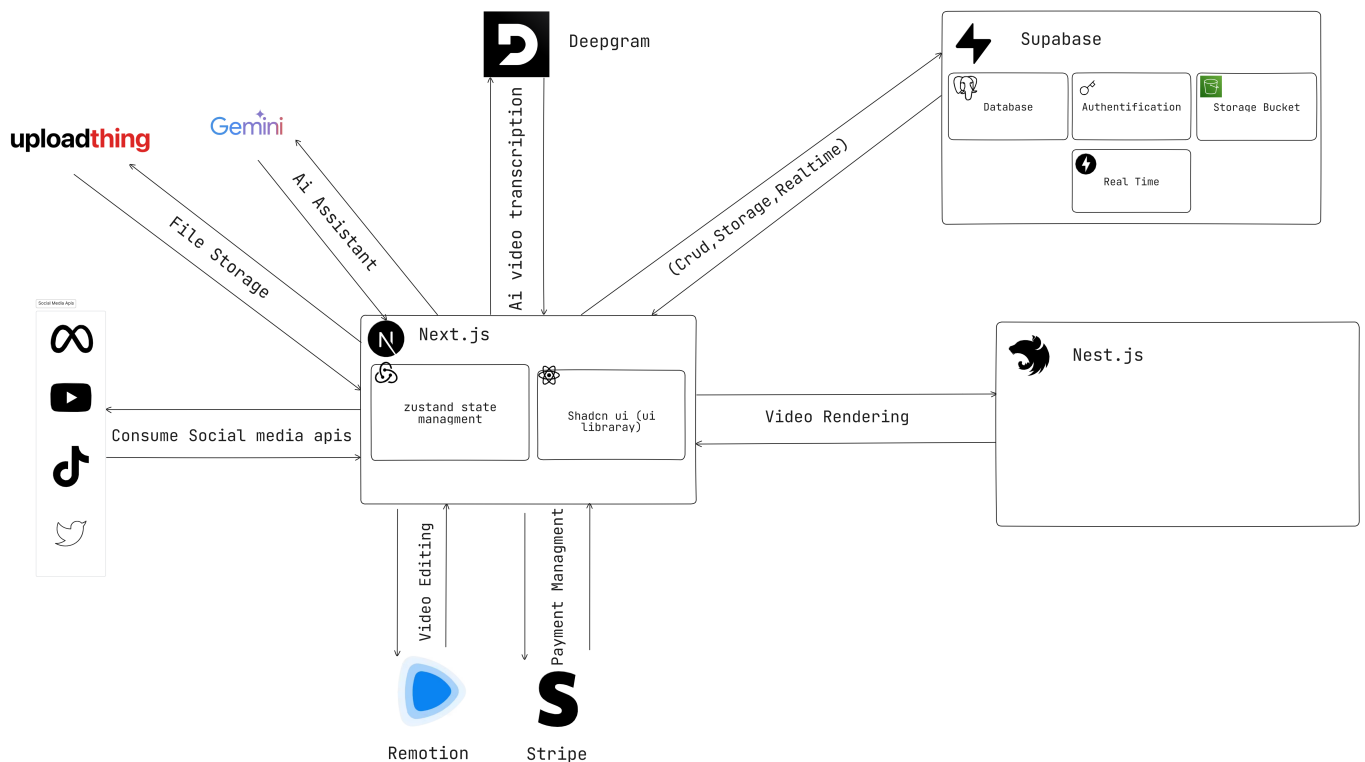 Deepgram
Supabase
Database
Authentification
Storage Bucket
Real Time
uploadthing
Gemini
File Storage
Ai Assistant
Ai video transcription
(Crud,Storage,Realtime)
Social Media Apis
Next.js
zustand state
managment
Shadcn ui (ui
libraray)
Consume Social media apis
Video Rendering
Nest.js
Video Editing
Payment Managment
Remotion
Stripe